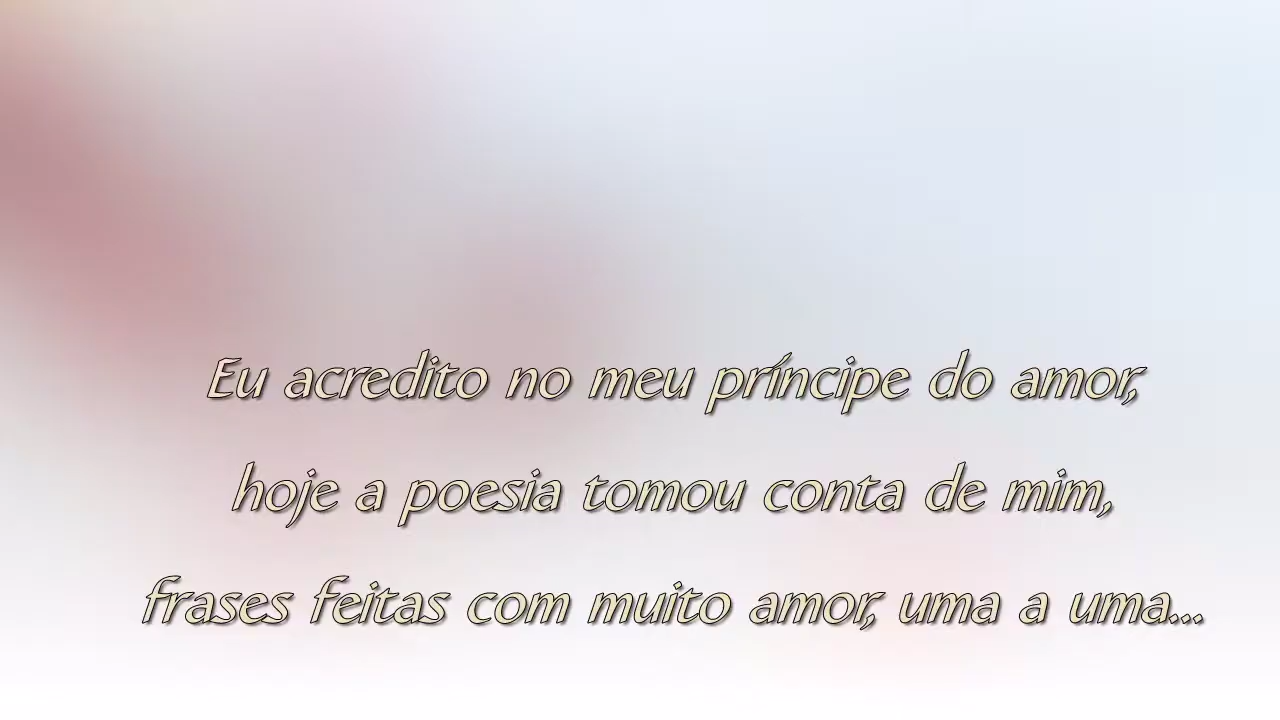 Eu acredito no meu príncipe do amor,
hoje a poesia tomou conta de mim,
frases feitas com muito amor, uma a uma...